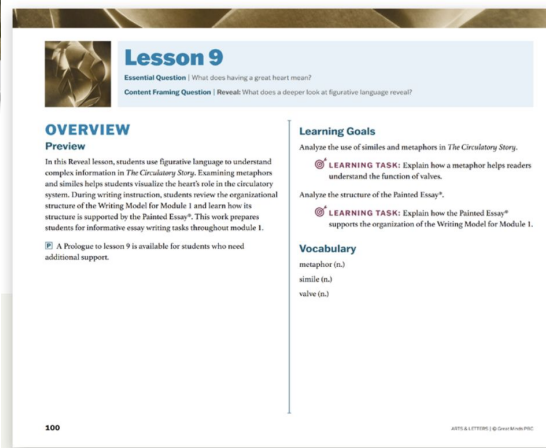 Lesson 9
Essential Question | What does having a great heart mean?
Content Framing Question | Reveal: What does a deeper look at figurative language reveal?
OVERVIEW
Preview
In this Reveal lesson, students use figurative language to understand
complex information in The Circulatory Story. Examining metaphors
and similes helps students visualize the heart's role in the circulatory
system. During writing instruction, students review the organizational
structure of the Writing Model for Module 1 and learn how its
structure is supported by the Painted Essay®. This work prepares
students for informative essay writing tasks throughout module 1.
P A Prologue to lesson 9 is available for students who need
additional support.
Learning Goals
Analyze the use of similes and metaphors in The Circulatory Story.
LEARNING TASK: Explain how a metaphor helps readers
understand the function of valves.
Analyze the structure of the Painted Essay®.
LEARNING TASK: Explain how the Painted Essay®
supports the organization of the Writing Model for Module 1.
Vocabulary
metaphor (n.)
simile (n.)
valve (n.)
100
ARTS & LETTERS | © Great Minds PBC